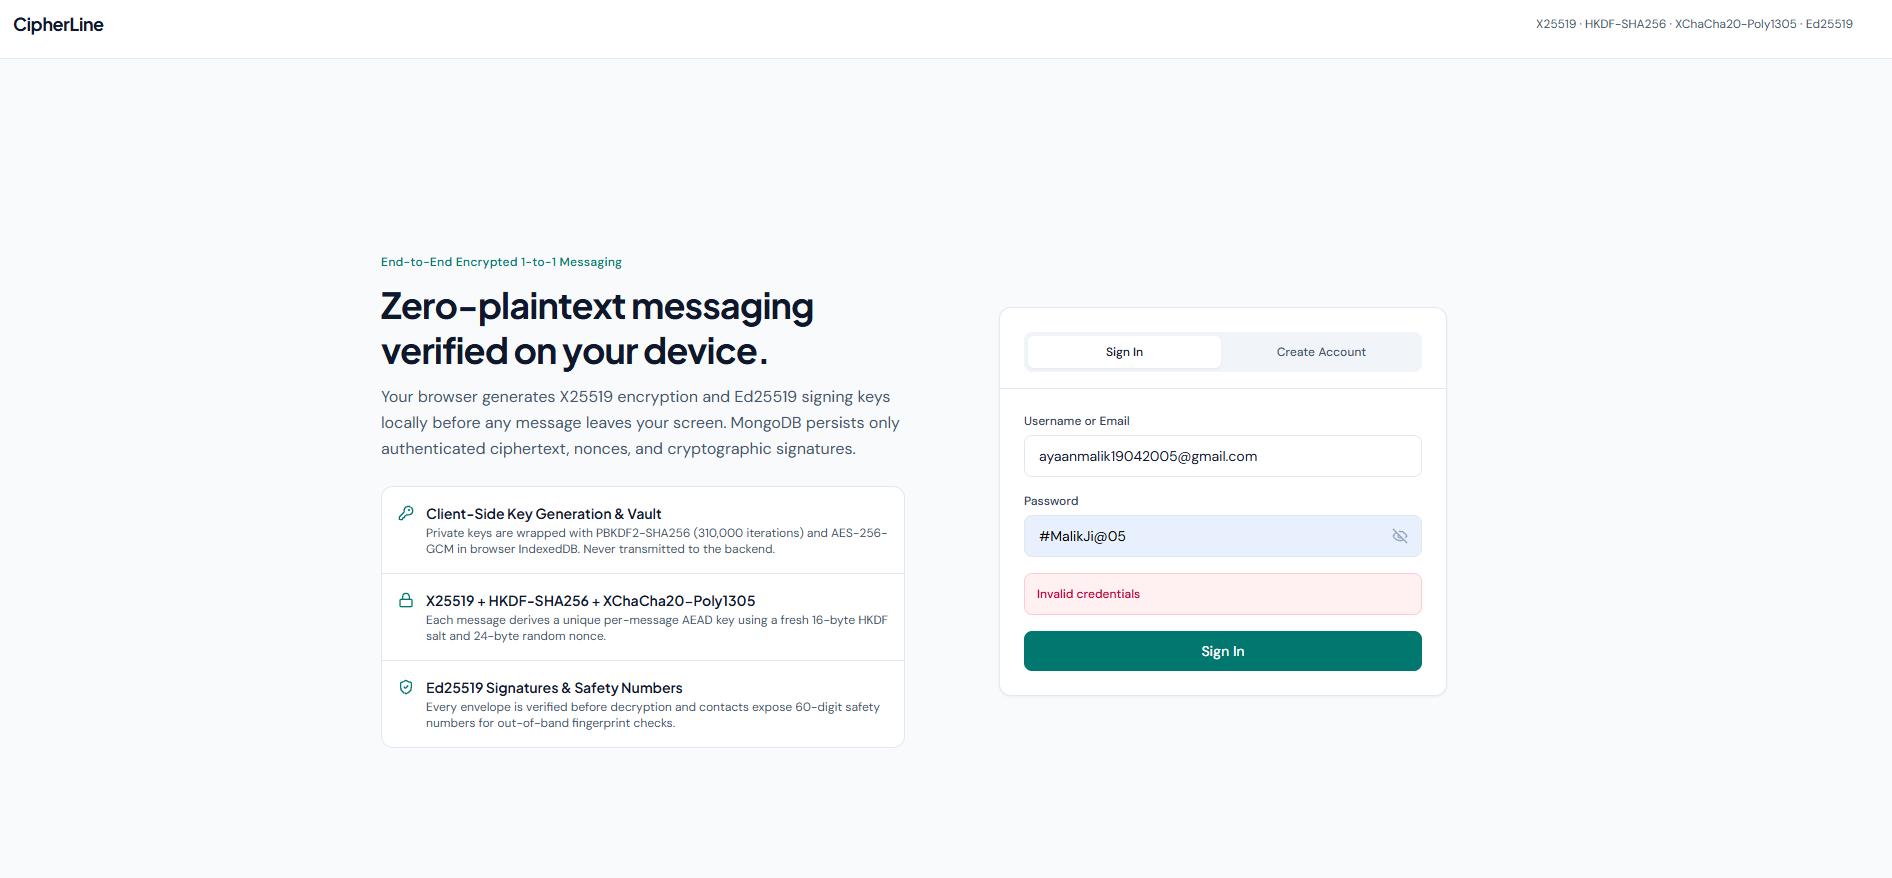 CipherLine
X25519 · HKDF-SHA256 · XChaCha20-Poly1305 · Ed25519
End-to-End Encrypted 1-to-1 Messaging
Zero-plaintext messaging
verified on your device.
Your browser generates X25519 encryption and Ed25519 signing keys
locally before any message leaves your screen. MongoDB persists only
authenticated ciphertext, nonces, and cryptographic signatures.
Client-Side Key Generation & Vault
Private keys are wrapped with PBKDF2-SHA256 (310,000 iterations) and AES-256-
GCM in browser IndexedDB. Never transmitted to the backend.
X25519 + HKDF-SHA256 + XChaCha20-Poly1305
Each message derives a unique per-message AEAD key using a fresh 16-byte HKDF
salt and 24-byte random nonce.
Ed25519 Signatures & Safety Numbers
Every envelope is verified before decryption and contacts expose 60-digit safety
numbers for out-of-band fingerprint checks.
Sign In
Create Account
Username or Email
ayaanmalik19042005@gmail.com
Password
#MalikJi@05
Invalid credentials
Sign In